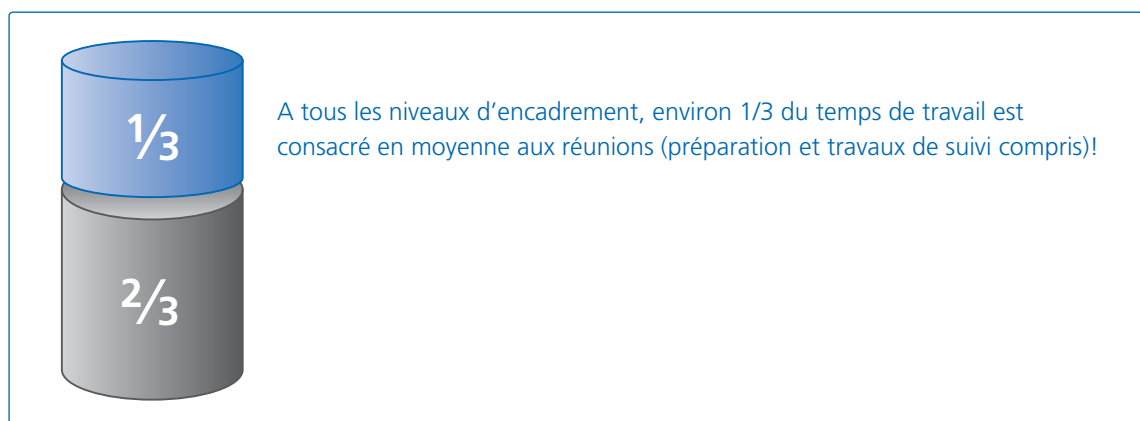 1/3
A tous les niveaux d'encadrement, environ 1/3 du temps de travail est
consacré en moyenne aux réunions (préparation et travaux de suivi compris)!
2/3